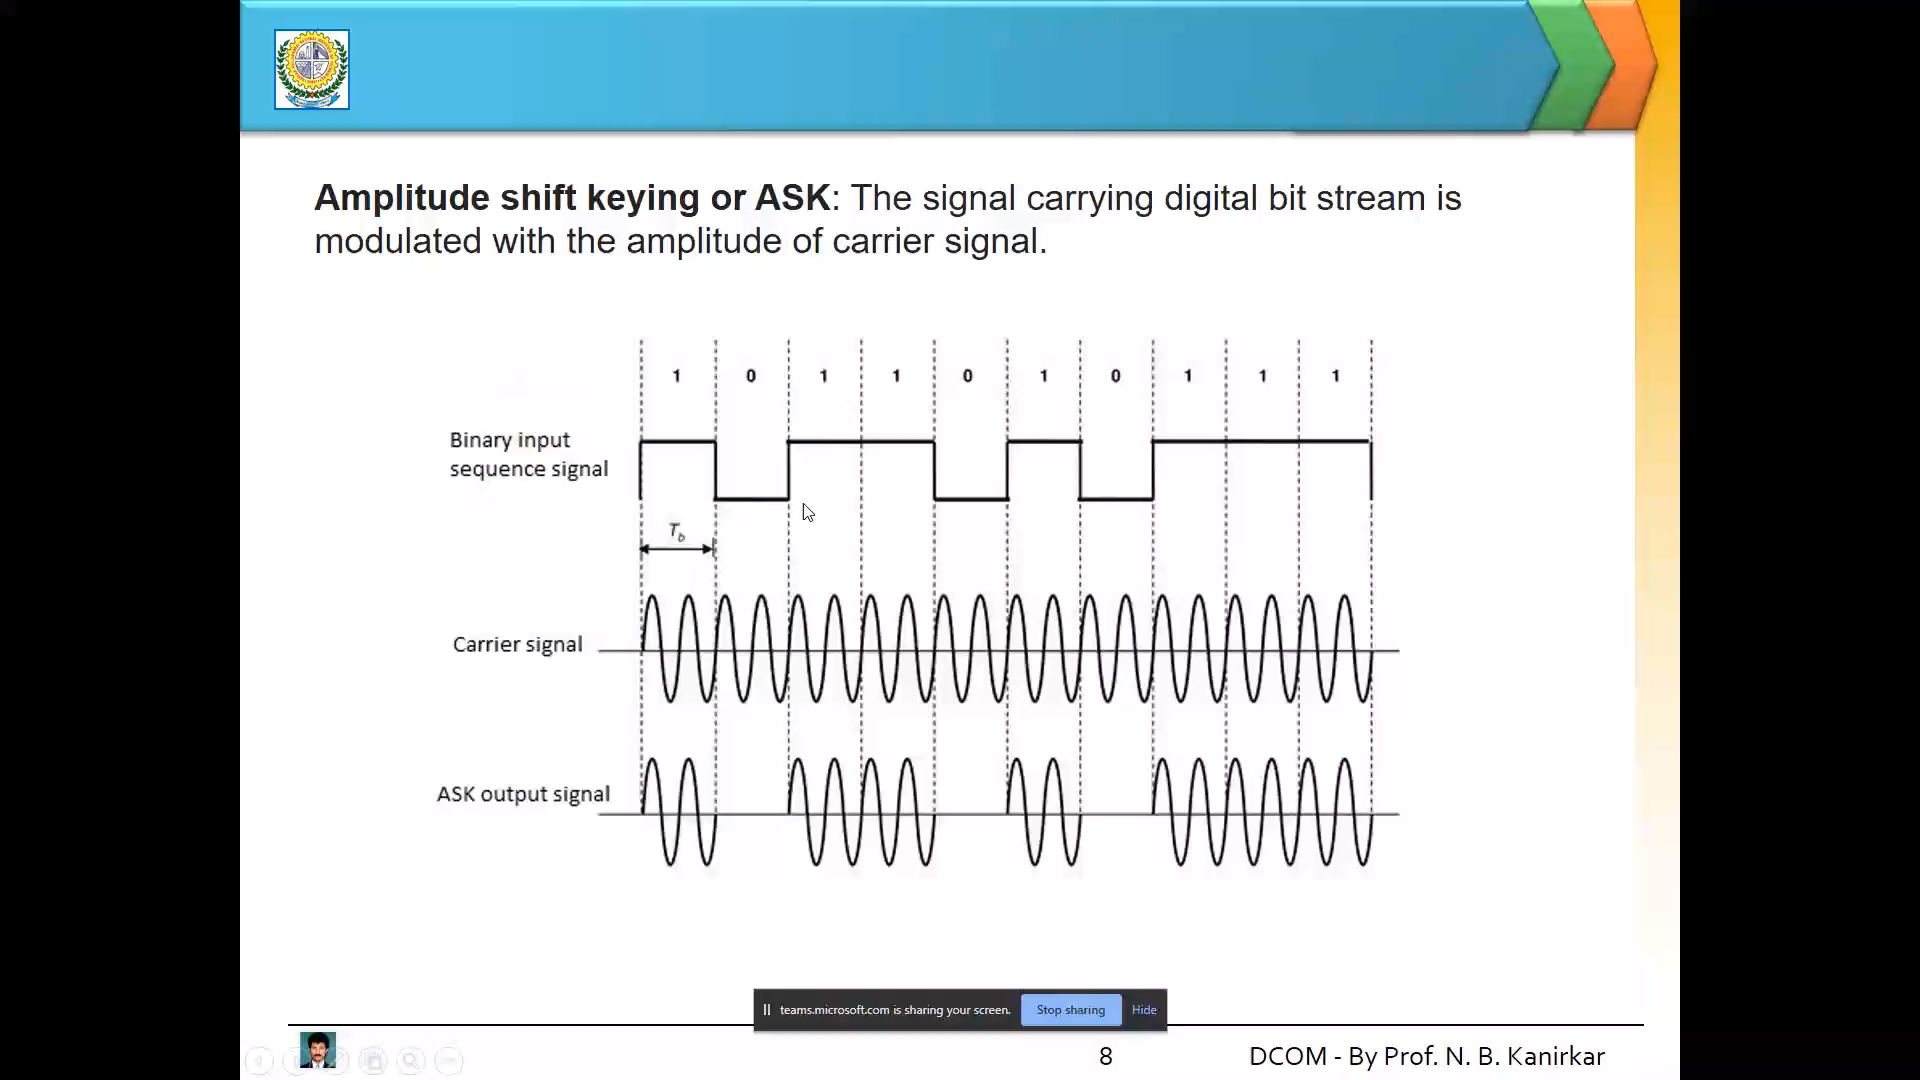 Amplitude shift keying or ASK: The signal carrying digital bit stream is
modulated with the amplitude of carrier signal.
1 0 1 1 0 1 0 1 1 1
Binary input
sequence signal
Tb
Carrier signal
ASK output signal
teams.microsoft.com is sharing your screen. Stop sharing Hide
8 DCOM - By Prof. N. B. Kanirkar